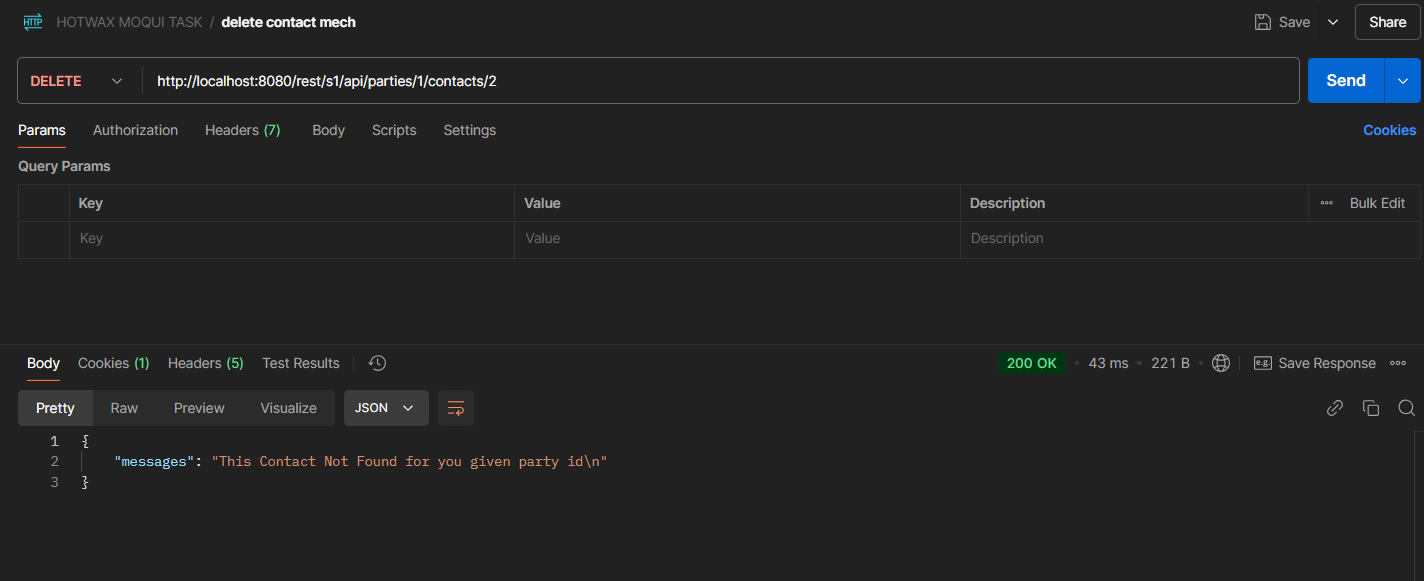 HTTP HOTWAX MOQUI TASK / delete contact mech Save Share
DELETE http://localhost:8080/rest/s1/api/parties/1/contacts/2 Send
Params Authorization Headers (7) Body Scripts Settings Cookies
Query Params
Key Value Description Bulk Edit
Key Value Description
Body Cookies (1) Headers (5) Test Results 200 OK • 43 ms • 221 B • e.g. Save Response
Pretty Raw Preview Visualize JSON
1 {
2 "messages": "This Contact Not Found for you given party id\n"
3 }